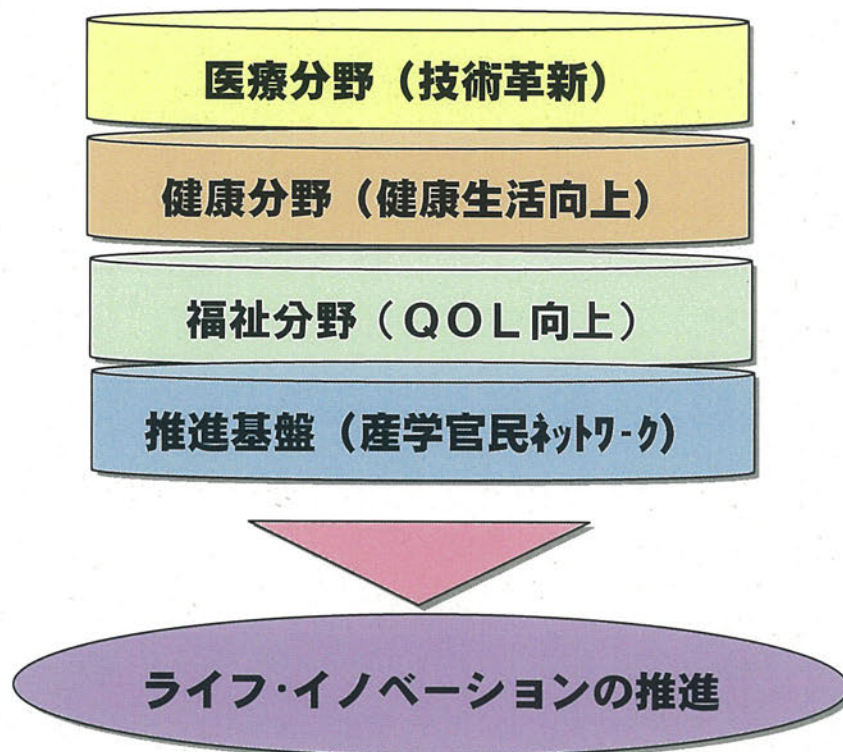 医療分野（技術革新）
健康分野（健康生活向上）
福祉分野（ＱＯＬ向上）
推進基盤（産学官民ﾈｯﾄﾜｰｸ）
ライフ･イノベーションの推進